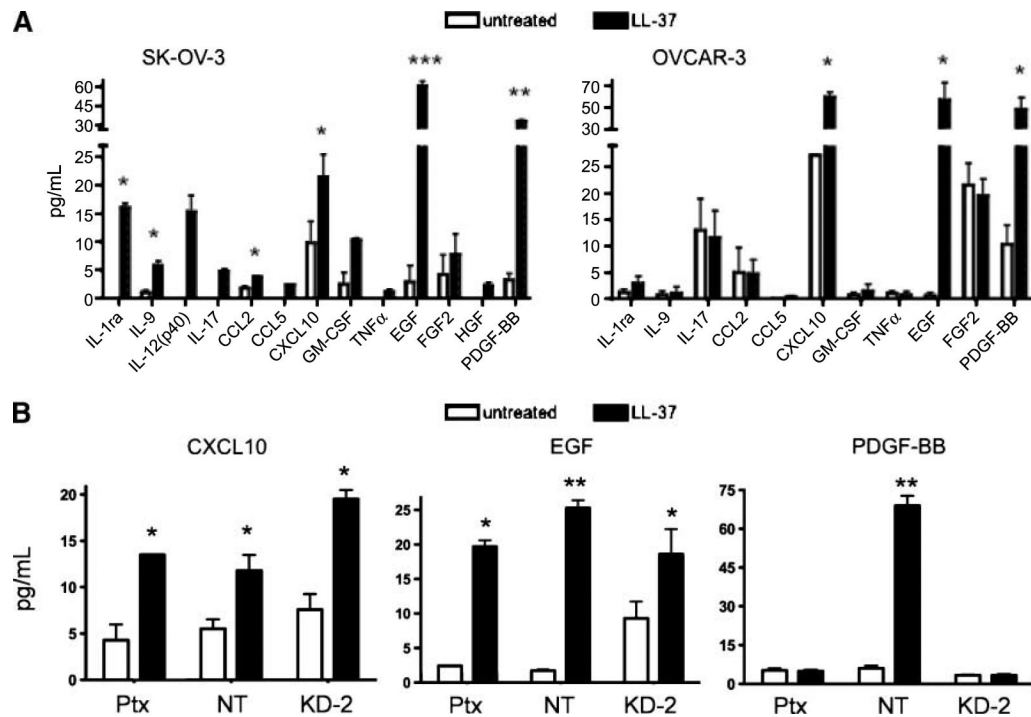 A
untreated LL-37
SK-OV-3 OVCAR-3
*** * * *
** * * * *
pg/mL
60
45
30
25
20
15
10
5
0
70
50
30
25
20
15
10
5
0
IL-1ra IL-9 IL-12(p40) IL-17 CCL2 CCL5 CXCL10 GM-CSF TNFα EGF FGF2 HGF PDGF-BB
IL-1ra IL-9 IL-17 CCL2 CCL5 CXCL10 GM-CSF TNFα EGF FGF2 PDGF-BB
B
untreated LL-37
CXCL10 EGF PDGF-BB
pg/mL
20
15
10
5
0
* * *
Ptx NT KD-2
25
20
15
10
5
0
* ** *
Ptx NT KD-2
75
60
45
30
15
0
**
Ptx NT KD-2